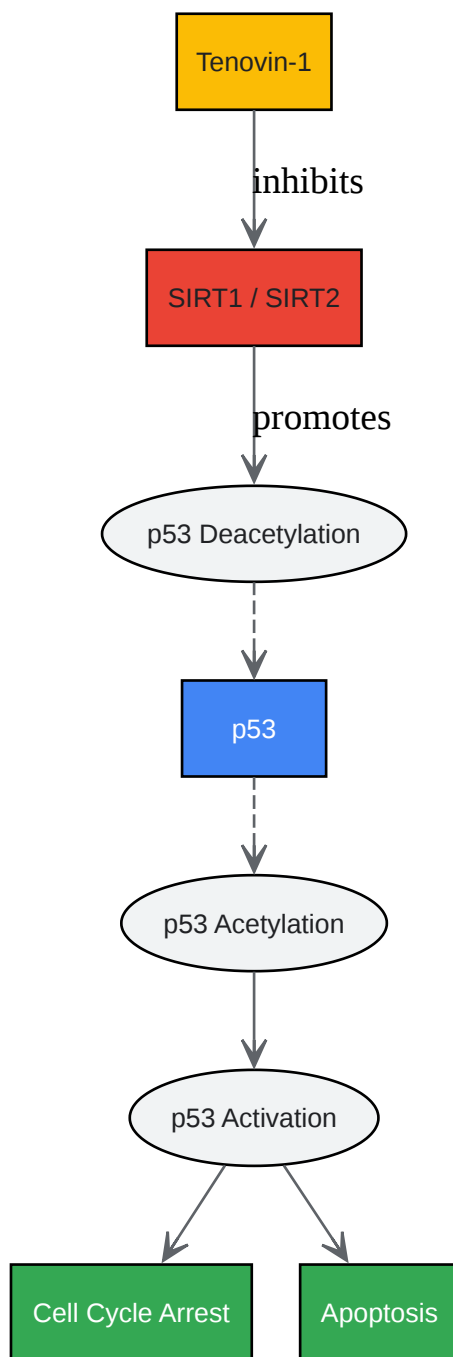 Tenovin-1
inhibits
SIRT1 / SIRT2
promotes
p53 Deacetylation
p53
p53 Acetylation
p53 Activation
Cell Cycle Arrest
Apoptosis